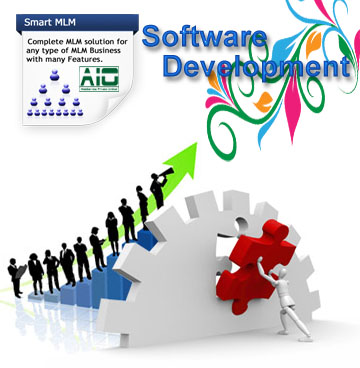 Smart MLM
Complete MLM solution for
any type of MLM Business
with many Features.
AIO
Software
Development